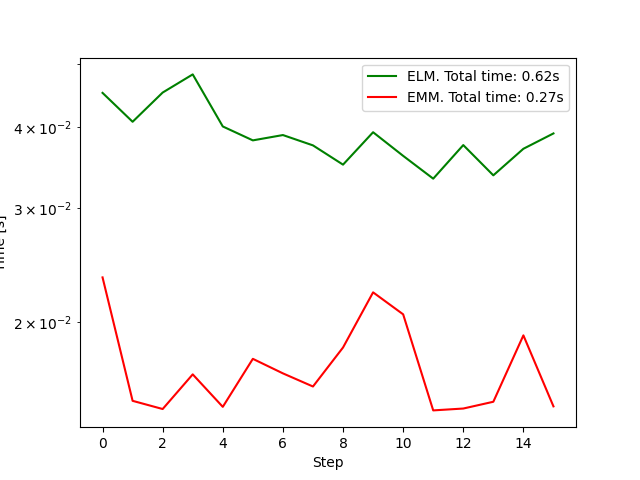 ELM. Total time: 0.62s
EMM. Total time: 0.27s
4 × 10⁻²
3 × 10⁻²
2 × 10⁻²
0 2 4 6 8 10 12 14
Step